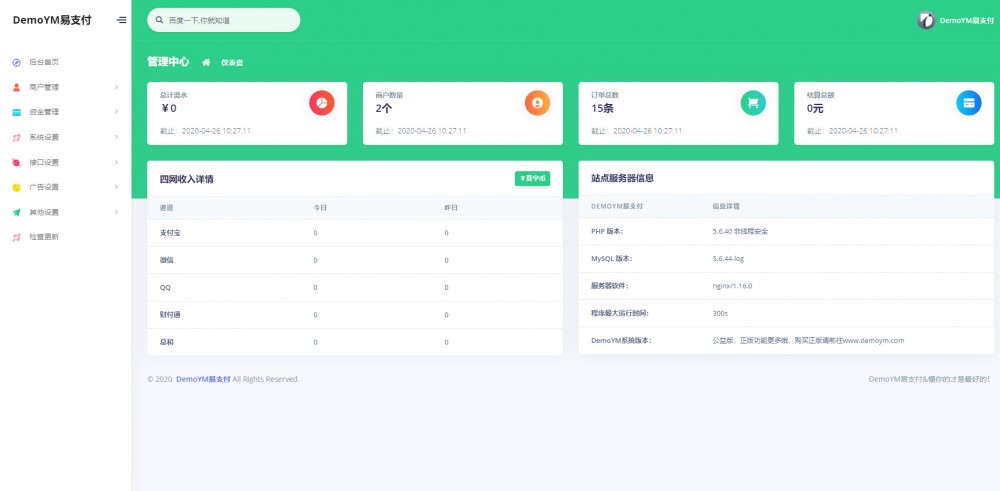 DemoYM易支付
百度一下,你就知道
DemoYM易支付
后台首页
商户管理
资金管理
系统设置
接口设置
广告设置
其他设置
检查更新
管理中心 仪表盘
总计流水
￥0
截止：2020-04-26 10:27:11
商户数量
2个
截止：2020-04-26 10:27:11
订单总数
15条
截止：2020-04-26 10:27:11
结算总额
0元
截止：2020-04-26 10:27:11
四网收入详情
通道 今日 昨日
支付宝 0 0
微信 0 0
QQ 0 0
财付通 0 0
总和 0 0
站点服务器信息
DEMOYM易支付 信息详情
PHP 版本： 5.6.40 非线程安全
MySQL 版本： 5.6.44-log
服务器软件： nginx/1.16.0
程序最大运行时间： 300s
DemoYM系统版本： 公益版，正版功能更多哦，购买正版请前往www.demoym.com
© 2020 DemoYM易支付 All Rights Reserved.
DemoYM易支付&懂你的才是最好的!